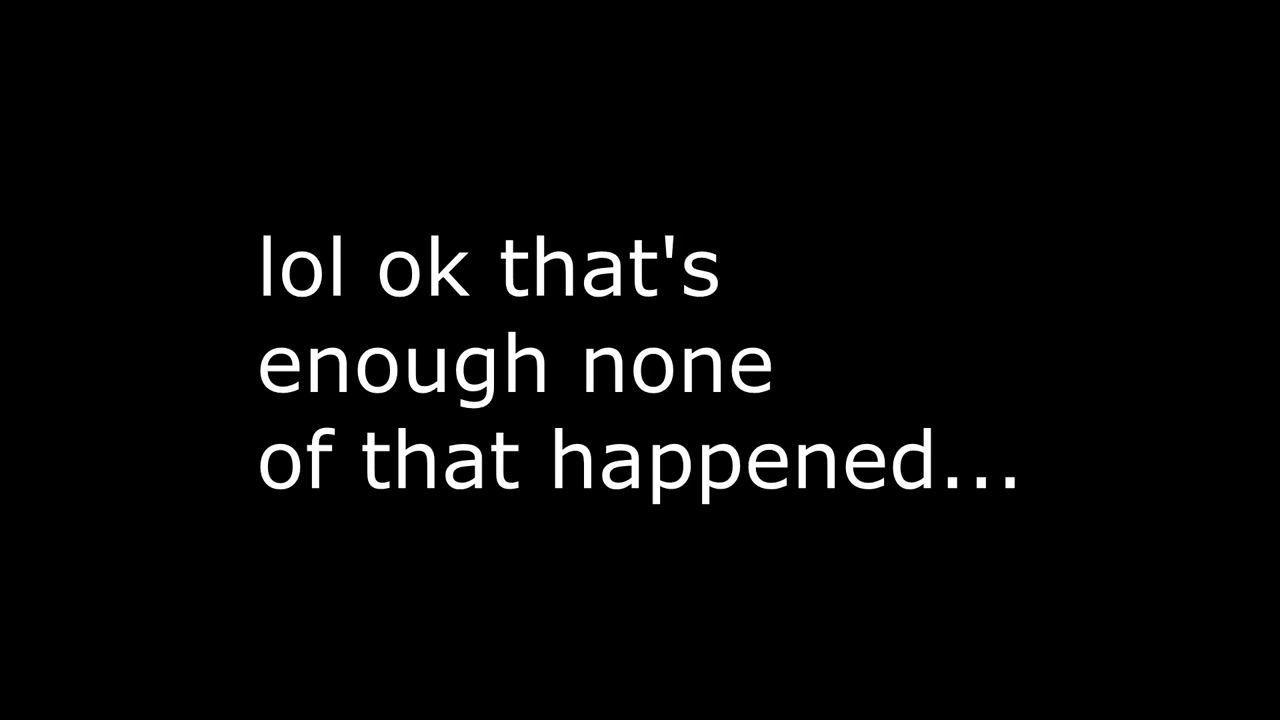 lol ok that's
enough none
of that happened...